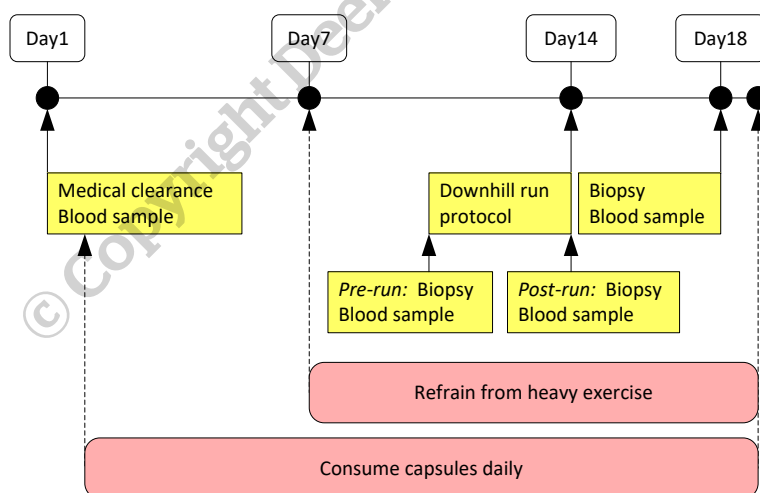 Day1
Day7
Day14
Day18
Medical clearance
Blood sample
Downhill run
protocol
Biopsy
Blood sample
Pre-run: Biopsy
Blood sample
Post-run: Biopsy
Blood sample
Refrain from heavy exercise
Consume capsules daily
© Copyright